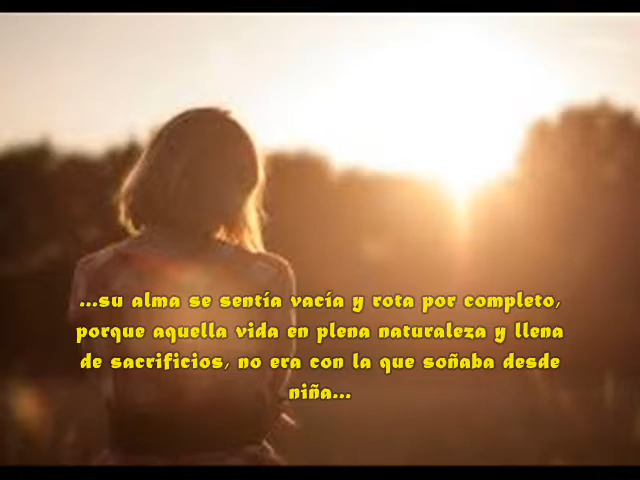 ...su alma se sentía vacía y rota por completo,
porque aquella vida en plena naturaleza y llena
de sacrificios, no era con la que soñaba desde
niña...